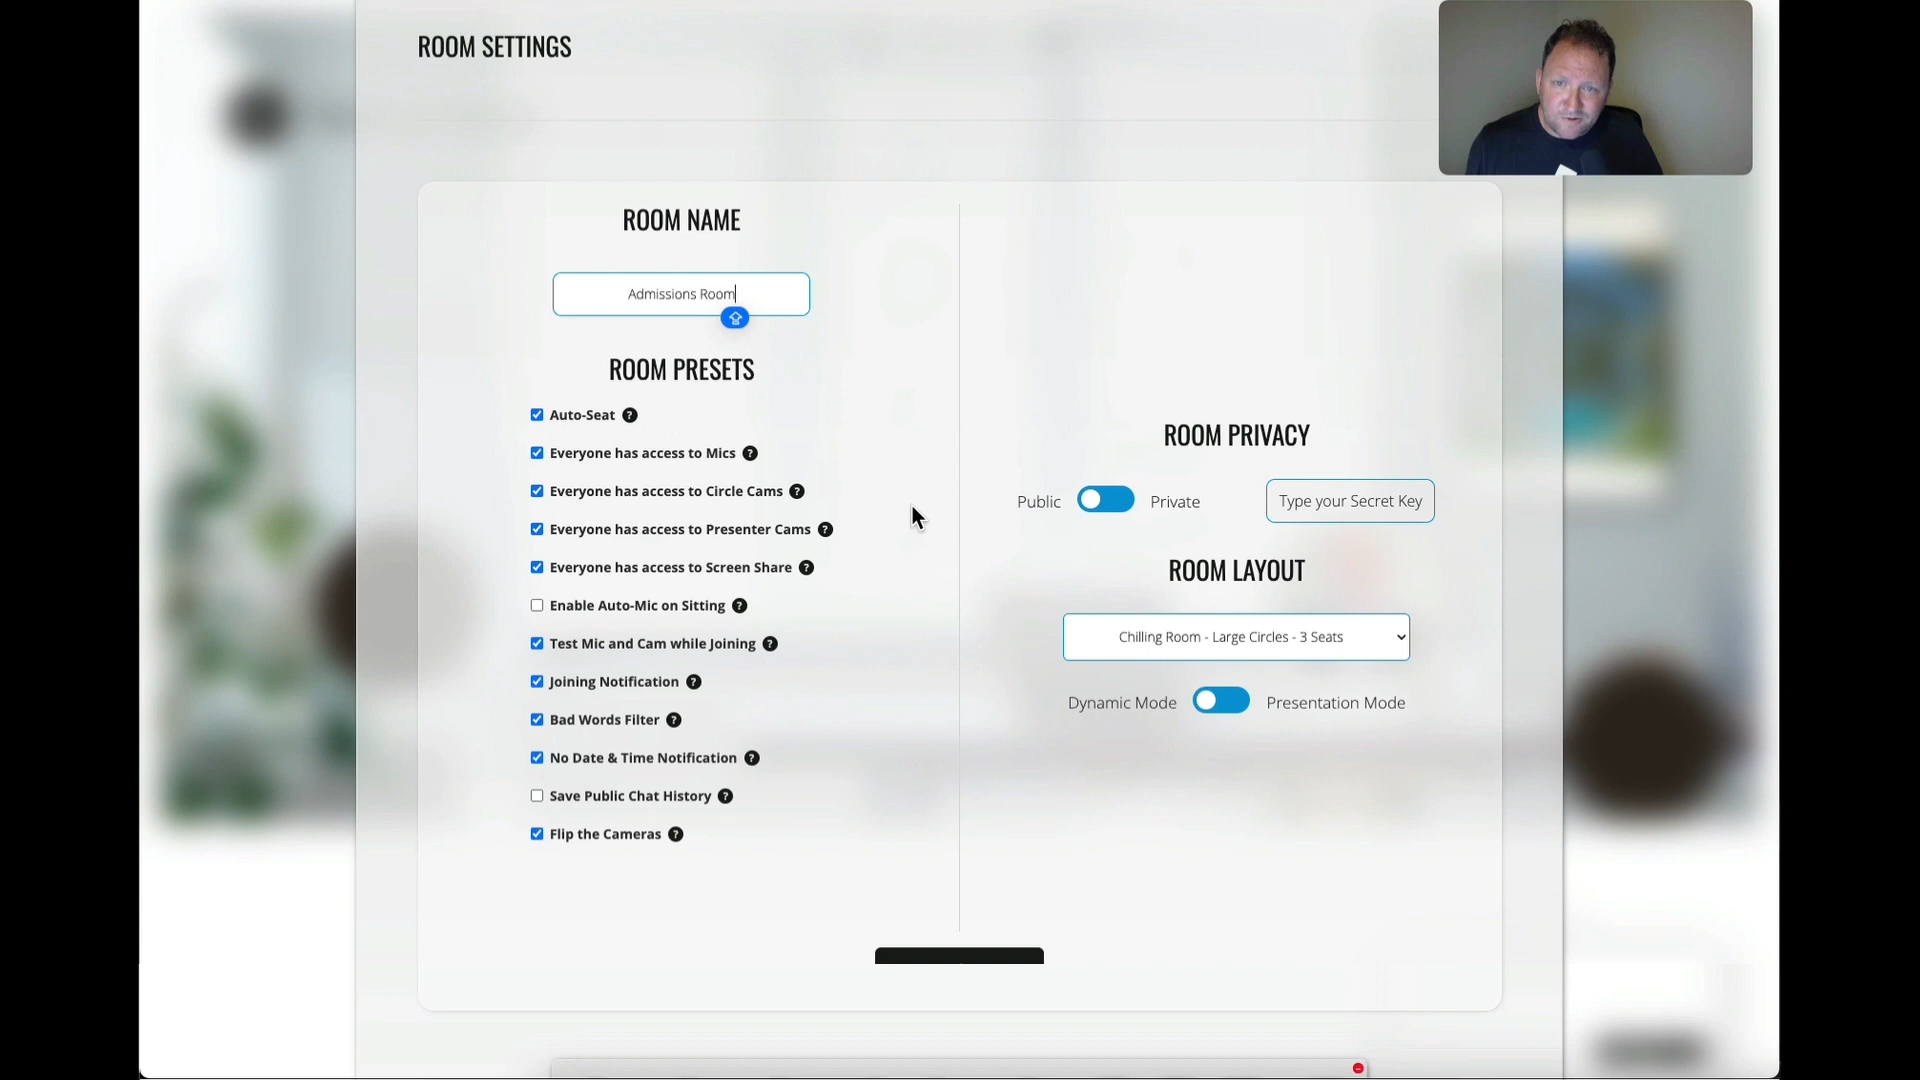 ROOM SETTINGS
ROOM NAME
Admissions Room
ROOM PRESETS
Auto-Seat ?
Everyone has access to Mics ?
Everyone has access to Circle Cams ?
Everyone has access to Presenter Cams ?
Everyone has access to Screen Share ?
Enable Auto-Mic on Sitting ?
Test Mic and Cam while Joining ?
Joining Notification ?
Bad Words Filter ?
No Date & Time Notification ?
Save Public Chat History ?
Flip the Cameras ?
ROOM PRIVACY
Public Private Type your Secret Key
ROOM LAYOUT
Chilling Room - Large Circles - 3 Seats
Dynamic Mode Presentation Mode